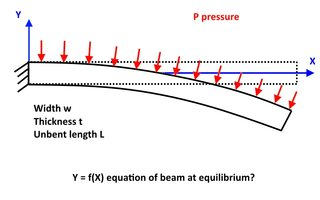 Y
P pressure
X
Width w
Thickness t
Unbent length L
Y = f(X) equation of beam at equilibrium?